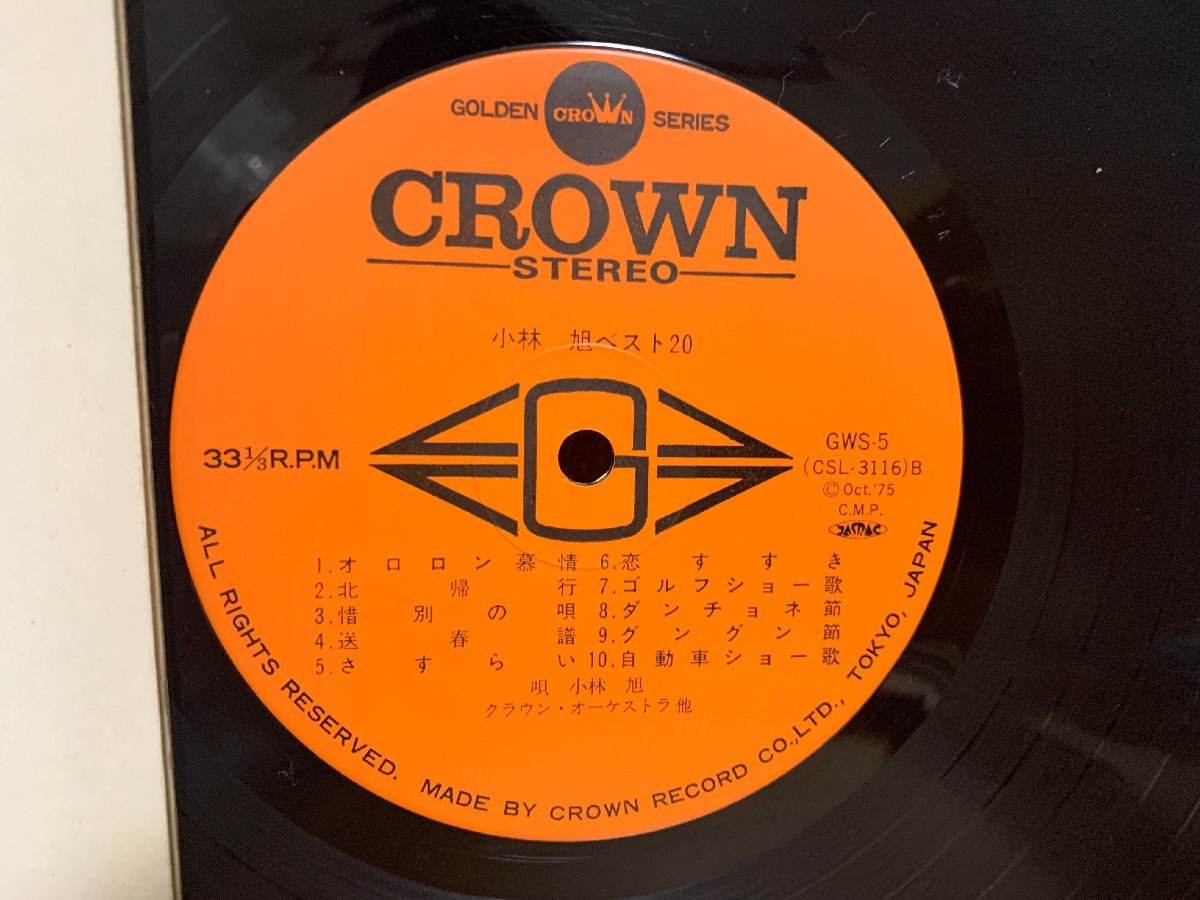 GOLDEN CROWN SERIES
CROWN
STEREO
小林 旭ベスト20
G
33 1/3 R.P.M
GWS-5
(CSL-3116)B
Ⓒ Oct.'75
C.M.P.
JASRAC
1.オロロン慕情
2.北帰行
3.惜別の唄
4.送春譜
5.さすらい
6.恋すすき
7.ゴルフショー歌
8.ダンチョネ節
9.グングン節
10.自動車ショー歌
唄 小林 旭
クラウン・オーケストラ他
ALL RIGHTS RESERVED. MADE BY CROWN RECORD CO.,LTD., TOKYO, JAPAN